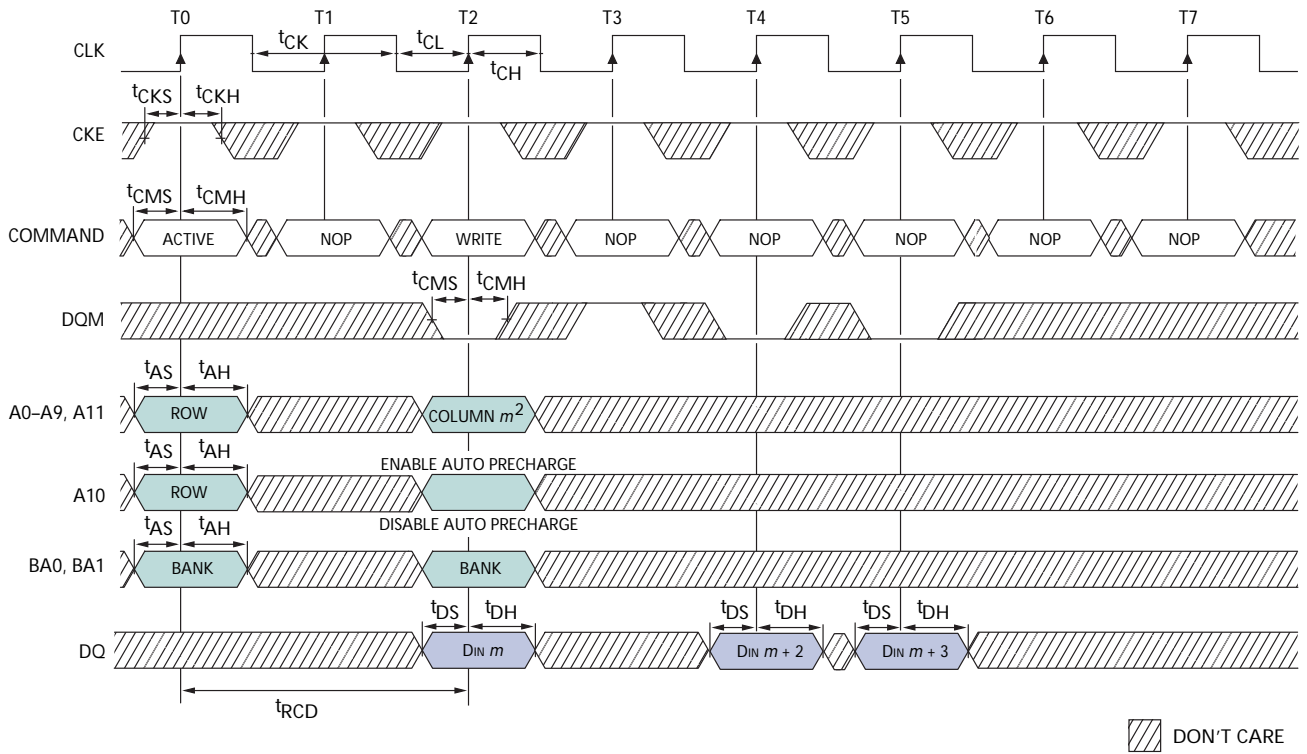 T0 T1 T2 T3 T4 T5 T6 T7
CLK tCK tCL
tCH
tCKS tCKH
CKE
tCMS tCMH
COMMAND ACTIVE NOP WRITE NOP NOP NOP NOP NOP
tCMS tCMH
DQM
tAS tAH
A0–A9, A11 ROW COLUMN m²
tAS tAH ENABLE AUTO PRECHARGE
A10 ROW
tAS tAH DISABLE AUTO PRECHARGE
BA0, BA1 BANK BANK
tDS tDH tDS tDH tDS tDH
DQ DIN m DIN m + 2 DIN m + 3
tRCD
DON'T CARE